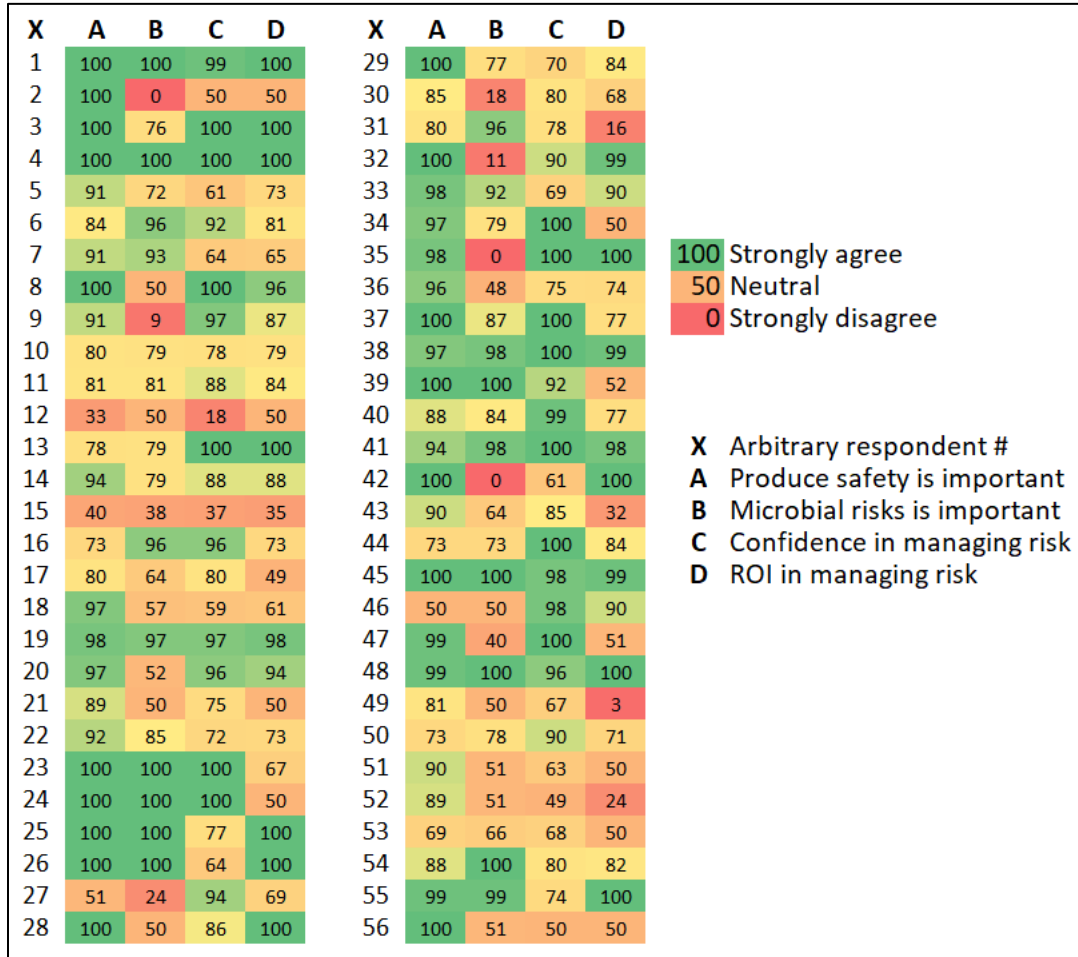 X A B C D X A B C D
1 100 100 99 100 29 100 77 70 84
2 100 0 50 50 30 85 18 80 68
3 100 76 100 100 31 80 96 78 16
4 100 100 100 100 32 100 11 90 99
5 91 72 61 73 33 98 92 69 90
6 84 96 92 81 34 97 79 100 50
7 91 93 64 65 35 98 0 100 100 100 Strongly agree
8 100 50 100 96 36 96 48 75 74 50 Neutral
9 91 9 97 87 37 100 87 100 77 0 Strongly disagree
10 80 79 78 79 38 97 98 100 99
11 81 81 88 84 39 100 100 92 52
12 33 50 18 50 40 88 84 99 77
13 78 79 100 100 41 94 98 100 98 X Arbitrary respondent #
14 94 79 88 88 42 100 0 61 100 A Produce safety is important
15 40 38 37 35 43 90 64 85 32 B Microbial risks is important
16 73 96 96 73 44 73 73 100 84 C Confidence in managing risk
17 80 64 80 49 45 100 100 98 99 D ROI in managing risk
18 97 57 59 61 46 50 50 98 90
19 98 97 97 98 47 99 40 100 51
20 97 52 96 94 48 99 100 96 100
21 89 50 75 50 49 81 50 67 3
22 92 85 72 73 50 73 78 90 71
23 100 100 100 67 51 90 51 63 50
24 100 100 100 50 52 89 51 49 24
25 100 100 77 100 53 69 66 68 50
26 100 100 64 100 54 88 100 80 82
27 51 24 94 69 55 99 99 74 100
28 100 50 86 100 56 100 51 50 50